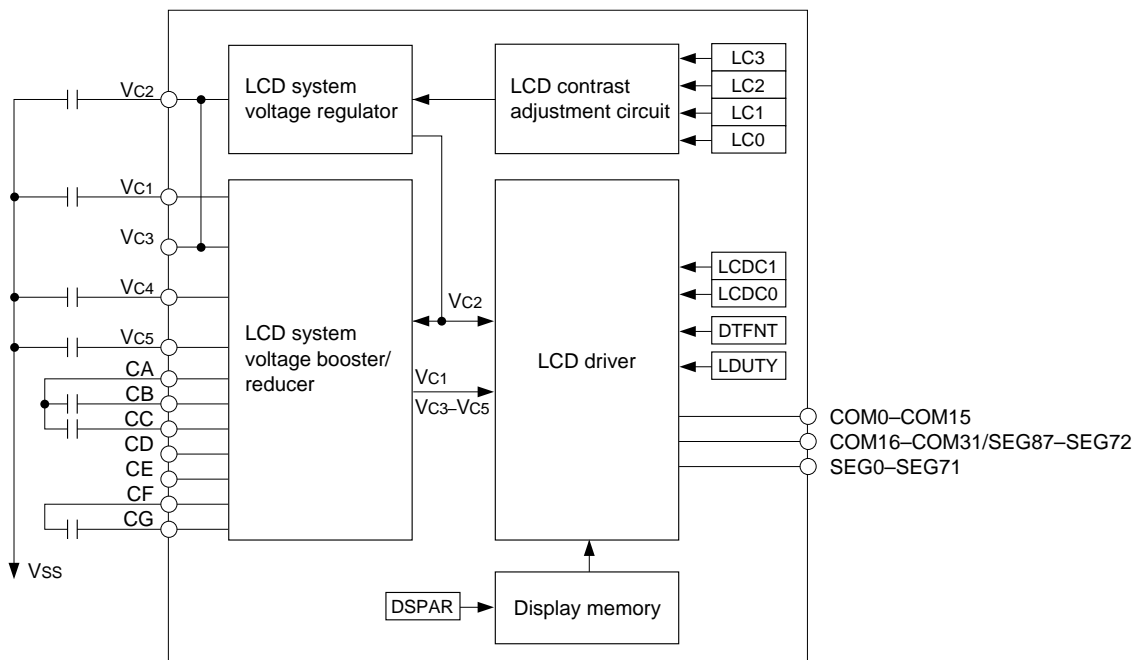 VC2
VC1
VC3
VC4
VC5
CA
CB
CC
CD
CE
CF
CG
VSS
LCD system
voltage regulator
LCD contrast
adjustment circuit
LC3
LC2
LC1
LC0
LCD system
voltage booster/
reducer
VC2
VC1
VC3–VC5
LCD driver
LCDC1
LCDC0
DTFNT
LDUTY
COM0–COM15
COM16–COM31/SEG87–SEG72
SEG0–SEG71
DSPAR
Display memory